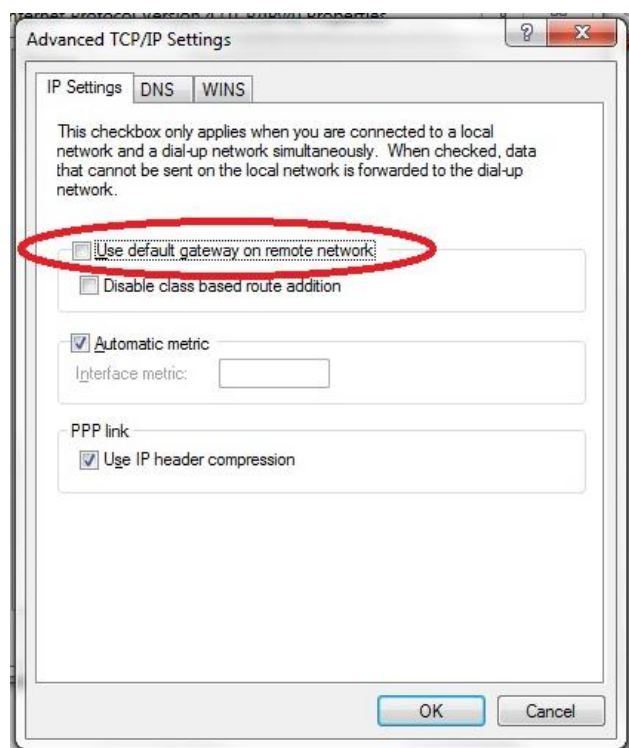 Advanced TCP/IP Settings
IP Settings DNS WINS
This checkbox only applies when you are connected to a local
network and a dial-up network simultaneously. When checked, data
that cannot be sent on the local network is forwarded to the dial-up
network.
Use default gateway on remote network
Disable class based route addition
Automatic metric
Interface metric:
PPP link
Use IP header compression
OK Cancel